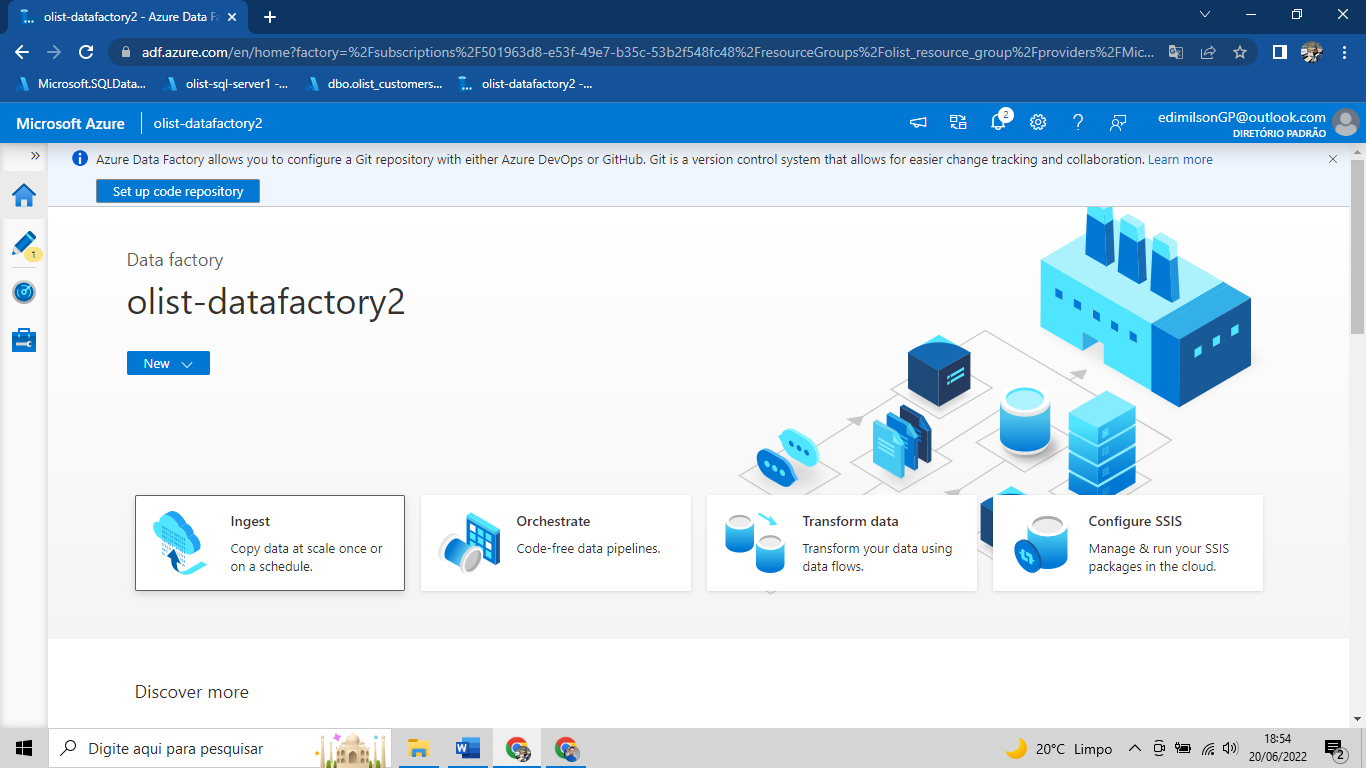 olist-datafactory2 - Azure Data F
adf.azure.com/en/home?factory=%2Fsubscriptions%2F501963d8-e53f-49e7-b35c-53b2f548fc48%2FresourceGroups%2Folist_resource_group%2Fproviders%2FMic...
Microsoft.SQLData... olist-sql-server1 -... dbo.olist_customers... olist-datafactory2 -...
Microsoft Azure olist-datafactory2 2 edimilsonGP@outlook.com
DIRETÓRIO PADRÃO
Azure Data Factory allows you to configure a Git repository with either Azure DevOps or GitHub. Git is a version control system that allows for easier change tracking and collaboration. Learn more
Set up code repository
1
Data factory
olist-datafactory2
New
Ingest
Copy data at scale once or
on a schedule.
Orchestrate
Code-free data pipelines.
Transform data
Transform your data using
data flows.
Configure SSIS
Manage & run your SSIS
packages in the cloud.
Discover more
Digite aqui para pesquisar
20°C Limpo
18:54
20/06/2022
2